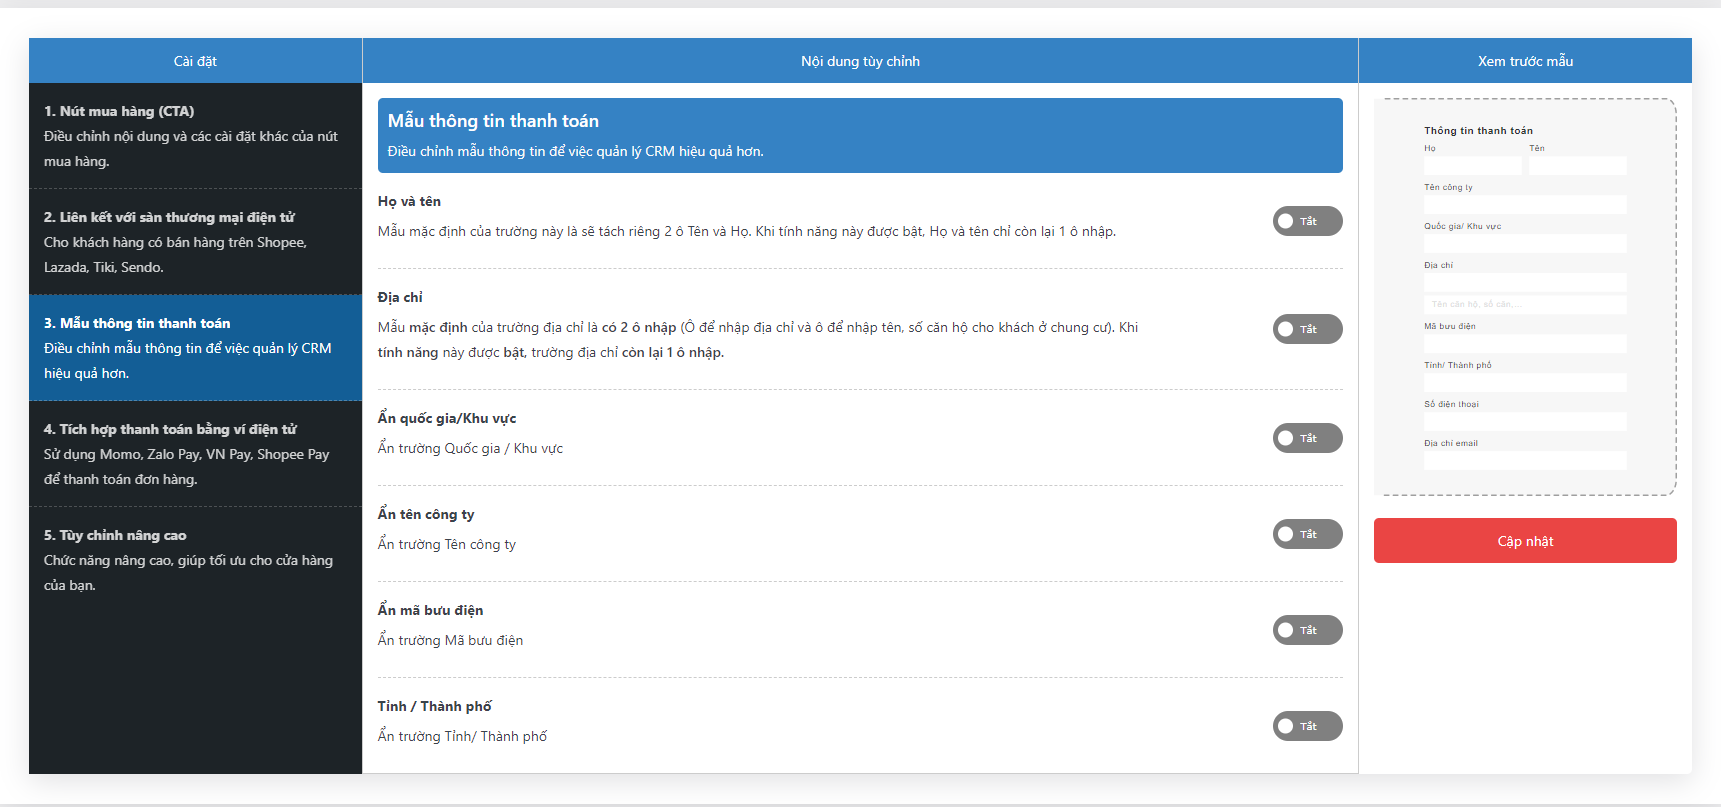 Cài đặt
Nội dung tùy chỉnh
Xem trước mẫu
1. Nút mua hàng (CTA)
Điều chỉnh nội dung và các cài đặt khác của nút
mua hàng.
2. Liên kết với sàn thương mại điện tử
Cho khách hàng có bán hàng trên Shopee,
Lazada, Tiki, Sendo.
3. Mẫu thông tin thanh toán
Điều chỉnh mẫu thông tin để việc quản lý CRM
hiệu quả hơn.
4. Tích hợp thanh toán bằng ví điện tử
Sử dụng Momo, Zalo Pay, VN Pay, Shopee Pay
để thanh toán đơn hàng.
5. Tùy chỉnh nâng cao
Chức năng nâng cao, giúp tối ưu cho cửa hàng
của bạn.
Mẫu thông tin thanh toán
Điều chỉnh mẫu thông tin để việc quản lý CRM hiệu quả hơn.
Họ và tên
Mẫu mặc định của trường này là sẽ tách riêng 2 ô Tên và Họ. Khi tính năng này được bật, Họ và tên chỉ còn lại 1 ô nhập.
Tắt
Địa chỉ
Mẫu mặc định của trường địa chỉ là có 2 ô nhập (Ô để nhập địa chỉ và ô để nhập tên, số căn hộ cho khách ở chung cư). Khi
tính năng này được bật, trường địa chỉ còn lại 1 ô nhập.
Tắt
Ẩn quốc gia/Khu vực
Ẩn trường Quốc gia / Khu vực
Tắt
Ẩn tên công ty
Ẩn trường Tên công ty
Tắt
Ẩn mã bưu điện
Ẩn trường Mã bưu điện
Tắt
Tỉnh / Thành phố
Ẩn trường Tỉnh/ Thành phố
Tắt
Thông tin thanh toán
Họ Tên
Tên công ty
Quốc gia/ Khu vực
Địa chỉ
Tên căn hộ, số căn,...
Mã bưu điện
Tính/ Thành phố
Số điện thoại
Địa chỉ email
Cập nhật